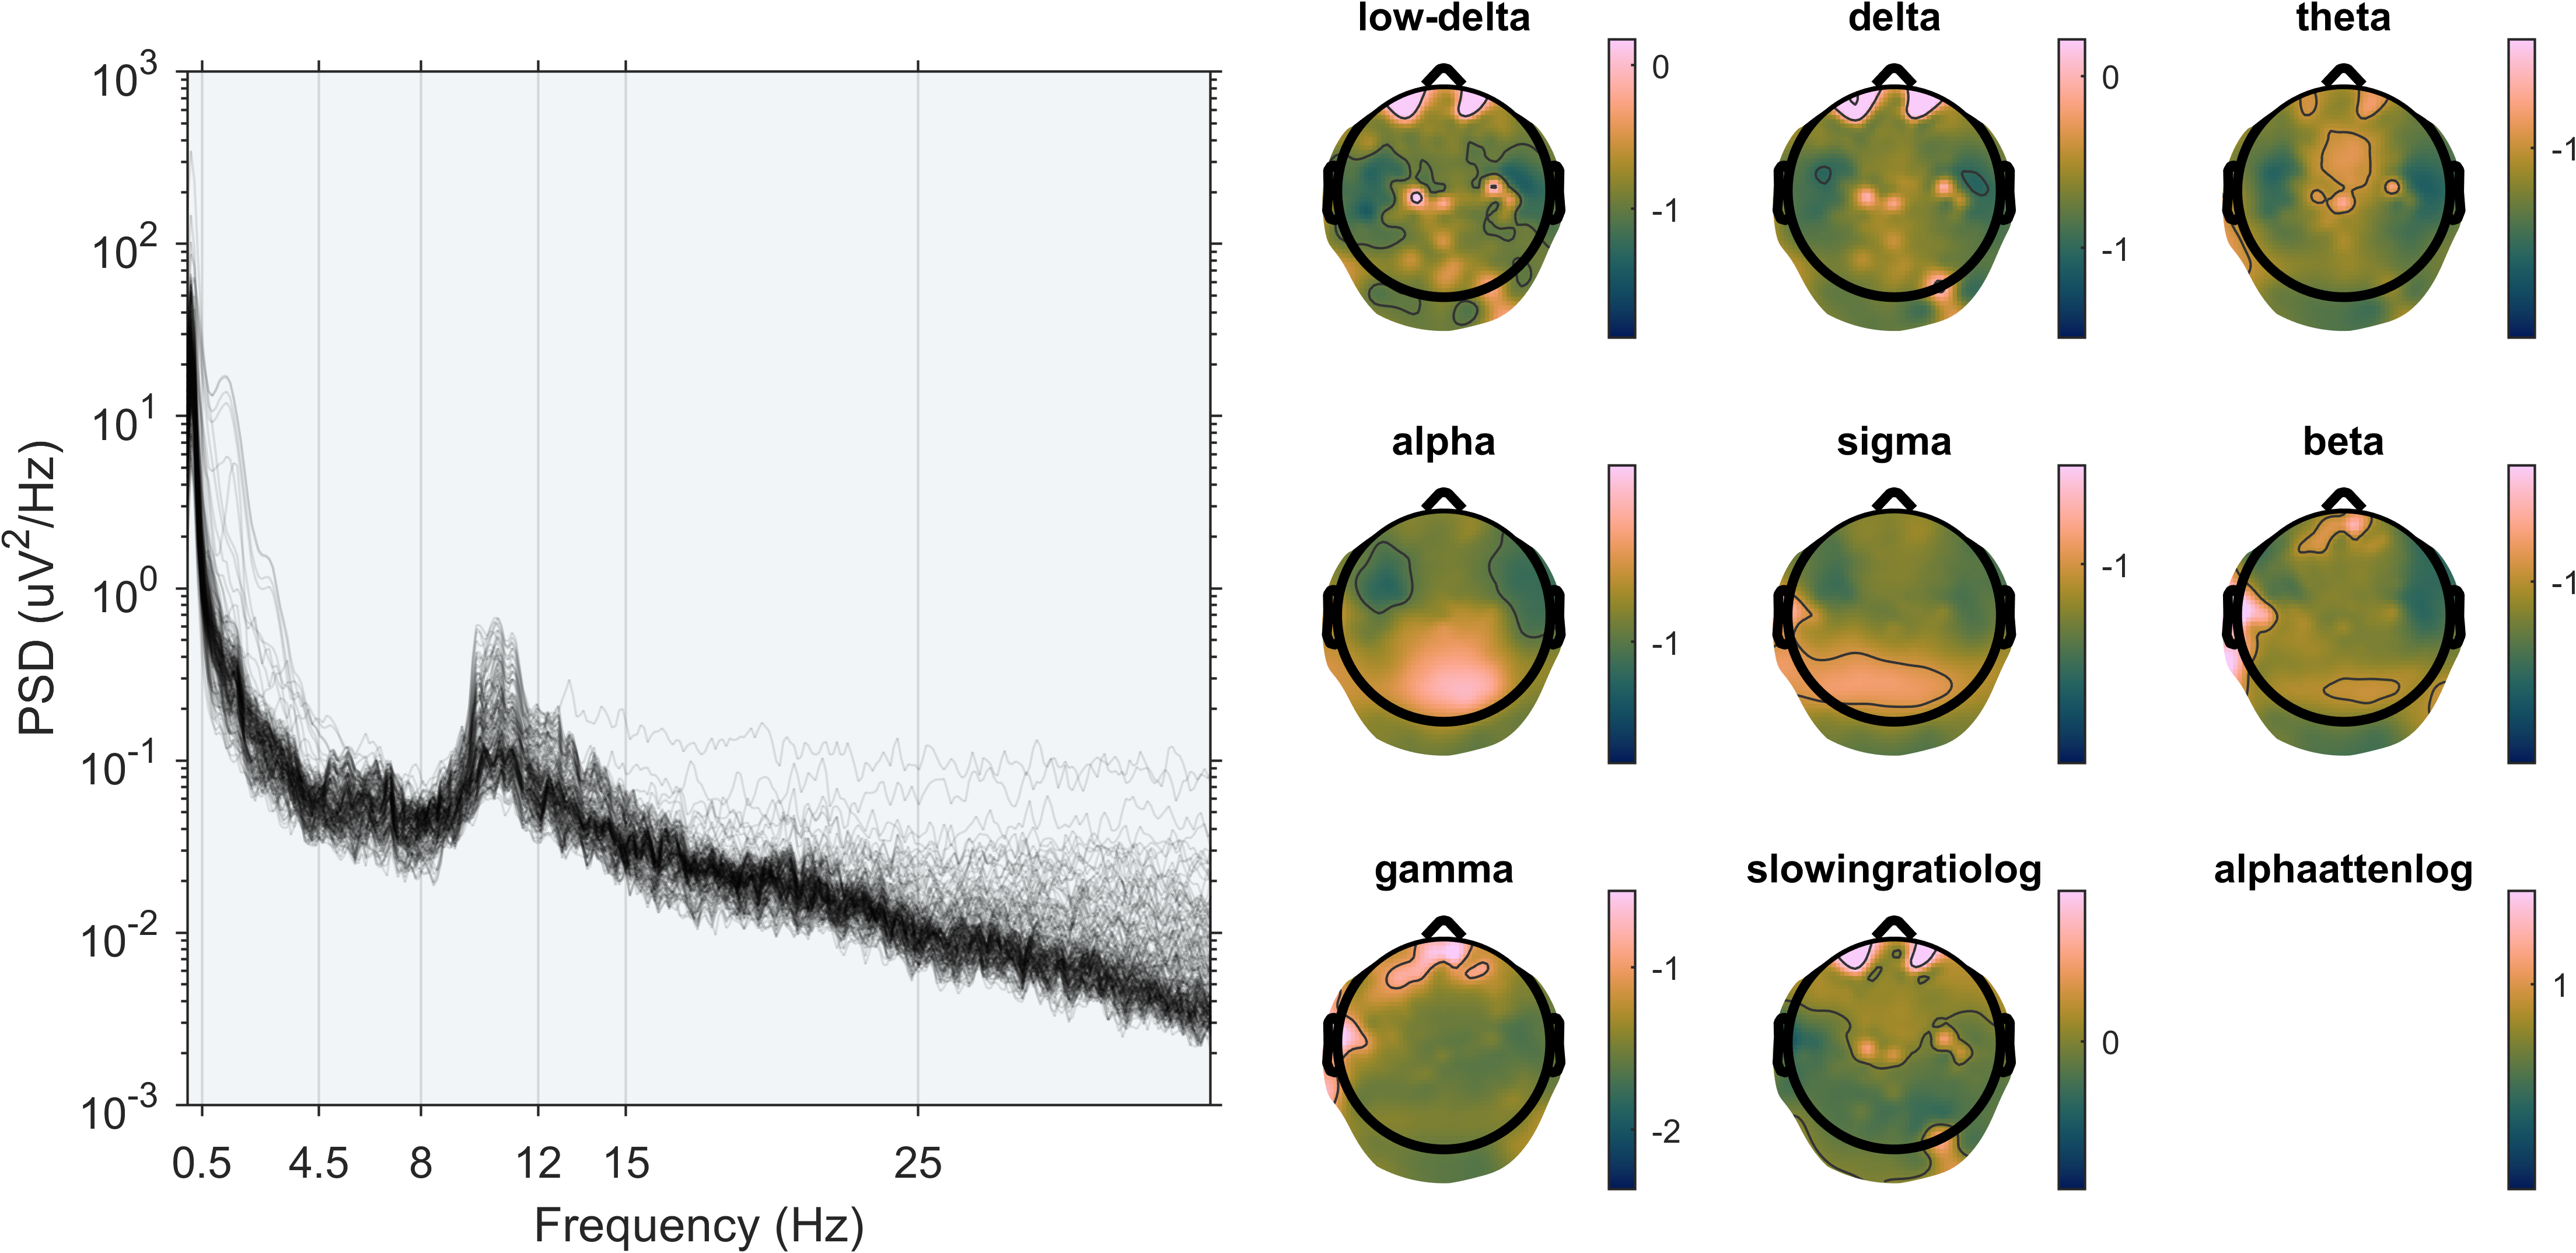 PSD (uV²/Hz)
10³
10²
10¹
10⁰
10⁻¹
10⁻²
10⁻³
0.5 4.5 8 12 15 25
Frequency (Hz)
low-delta
0
-1
delta
0
-1
theta
-1
alpha
-1
sigma
-1
beta
-1
gamma
-1
-2
slowingratiolog
0
alphaattenlog
1